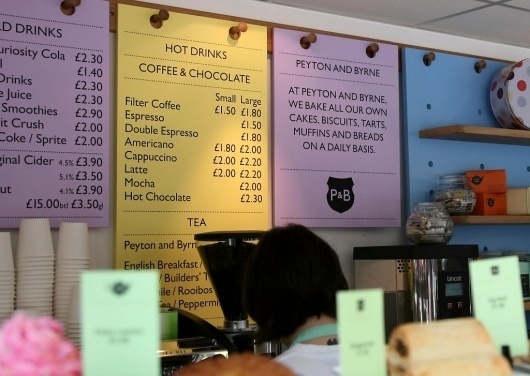 LD DRINKS
uriosity Cola £2.30
l £1.40
Drinks £2.30
e Juice £2.30
Smoothies £2.90
it Crush £2.00
Coke / Sprite £2.00
ginal Cider 4.5% £3.90
5.1% £3.50
ut 4.1% £3.90
£15.00btl £3.50gl
HOT DRINKS
COFFEE & CHOCOLATE
Small Large
Filter Coffee £1.50 £1.80
Espresso £1.50
Double Espresso £1.80
Americano £1.80 £2.00
Cappuccino £2.00 £2.20
Latte £2.00 £2.20
Mocha £2.00
Hot Chocolate £2.30
TEA
Peyton and Byrn
English Breakfast /
/ Builders' T
ile / Rooibos
Tea / Pepperm
PEYTON AND BYRNE
AT PEYTON AND BYRNE,
WE BAKE ALL OUR OWN
CAKES, BISCUITS, TARTS,
MUFFINS AND BREADS
ON A DAILY BASIS.
P&B